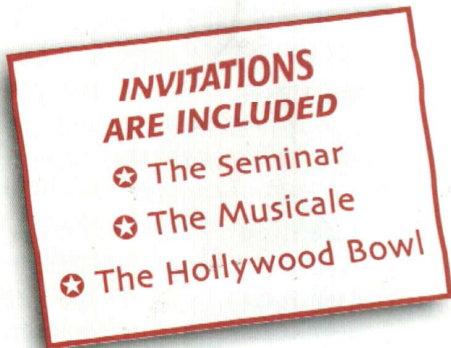 INVITATIONS
ARE INCLUDED
✪ The Seminar
✪ The Musicale
✪ The Hollywood Bowl